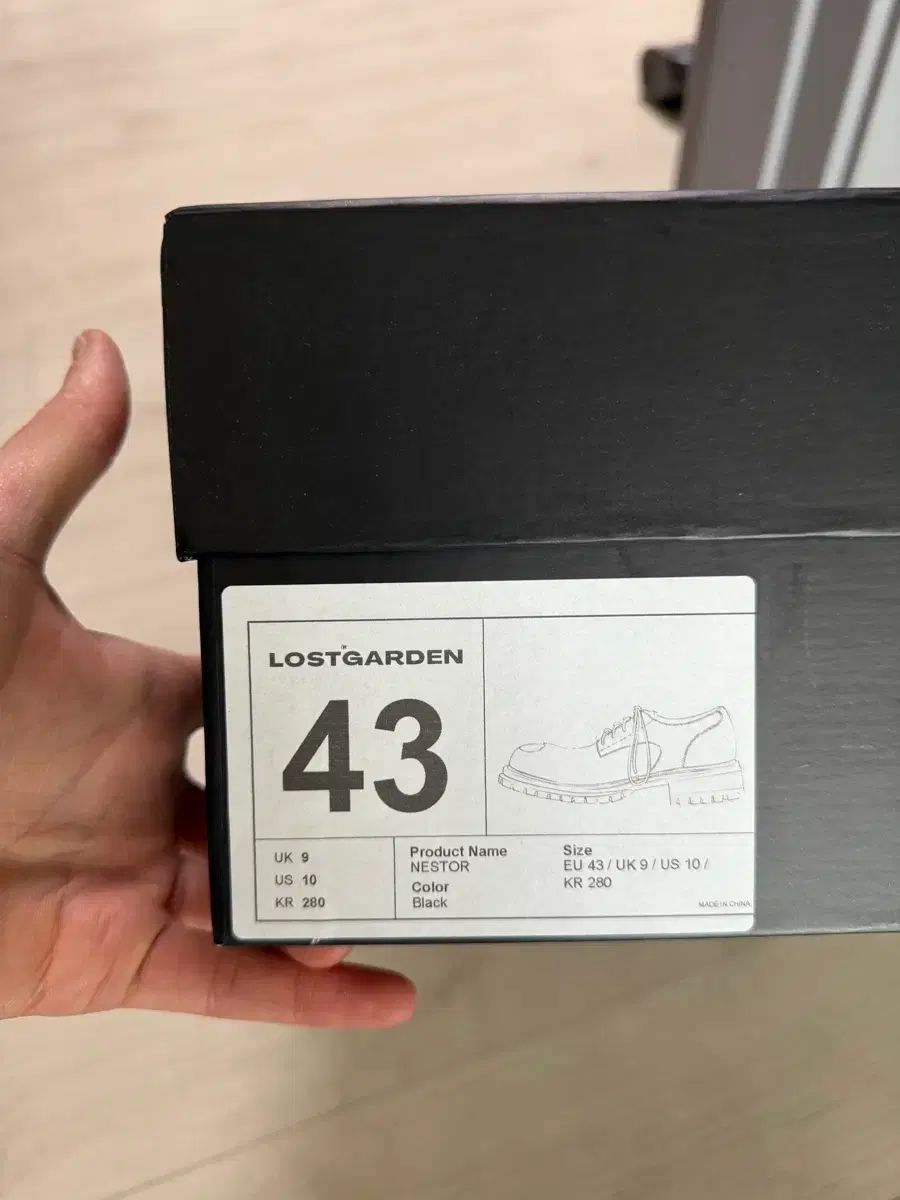 LOSTGARDEN
43
UK 9
US 10
KR 280
Product Name
NESTOR
Color
Black
Size
EU 43 / UK 9 / US 10 /
KR 280
MADE IN CHINA